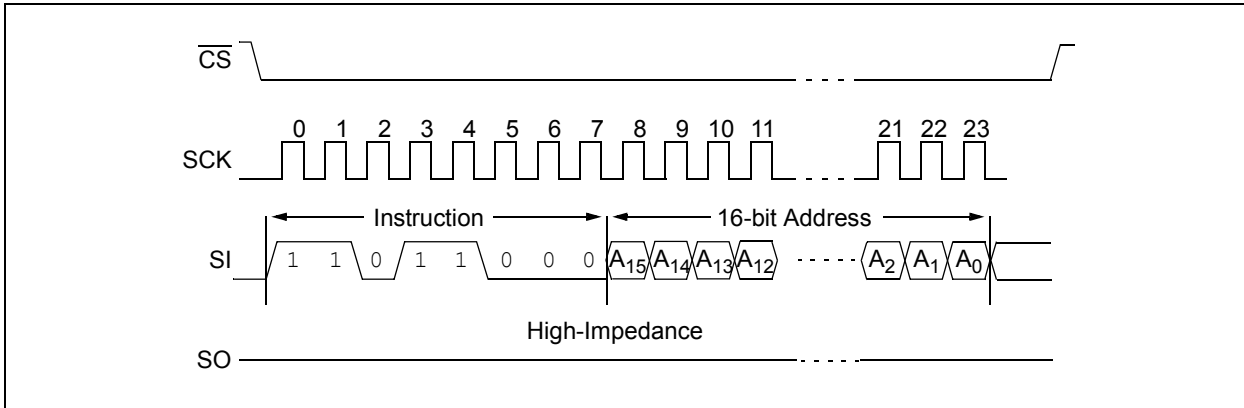 CS
0 1 2 3 4 5 6 7 8 9 10 11 21 22 23
SCK
Instruction 16-bit Address
SI 1 1 0 1 1 0 0 0 A15 A14 A13 A12 A2 A1 A0
High-Impedance
SO